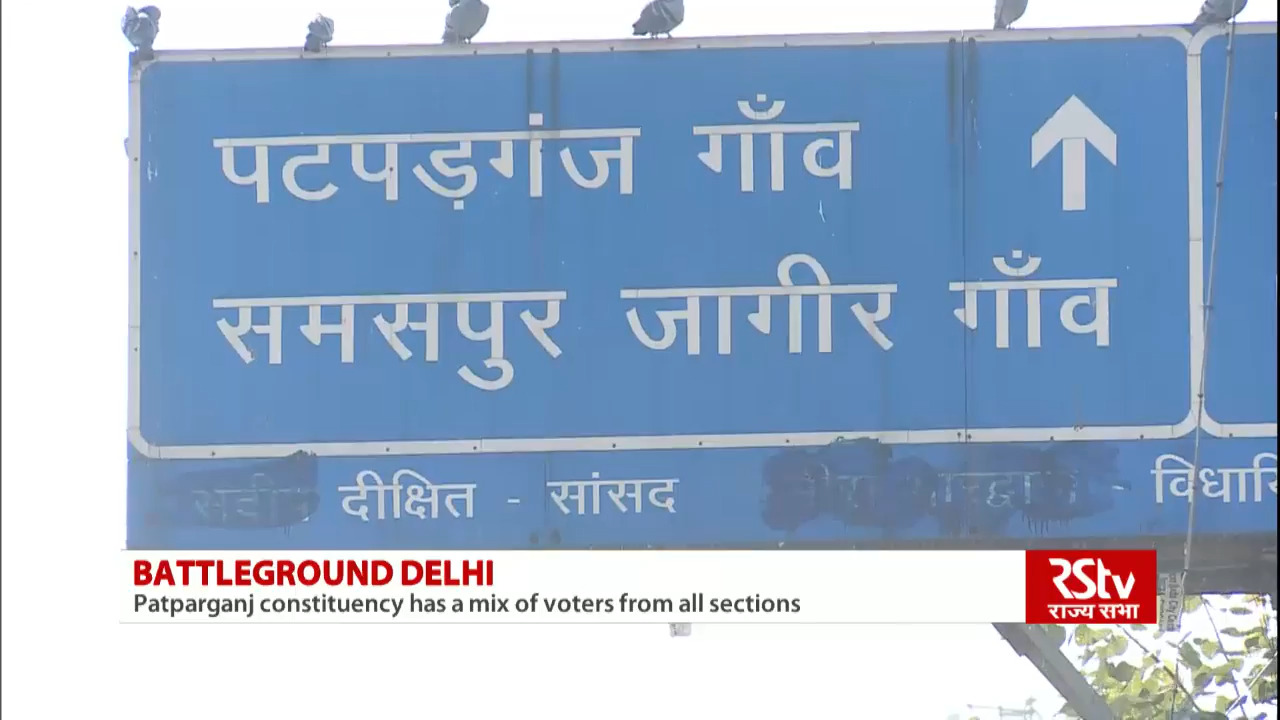 पटपड़गंज गाँव
समसपुर जागीर गाँव
दीक्षित - सांसद
BATTLEGROUND DELHI
Patparganj constituency has a mix of voters from all sections
RStv
राज्य सभा